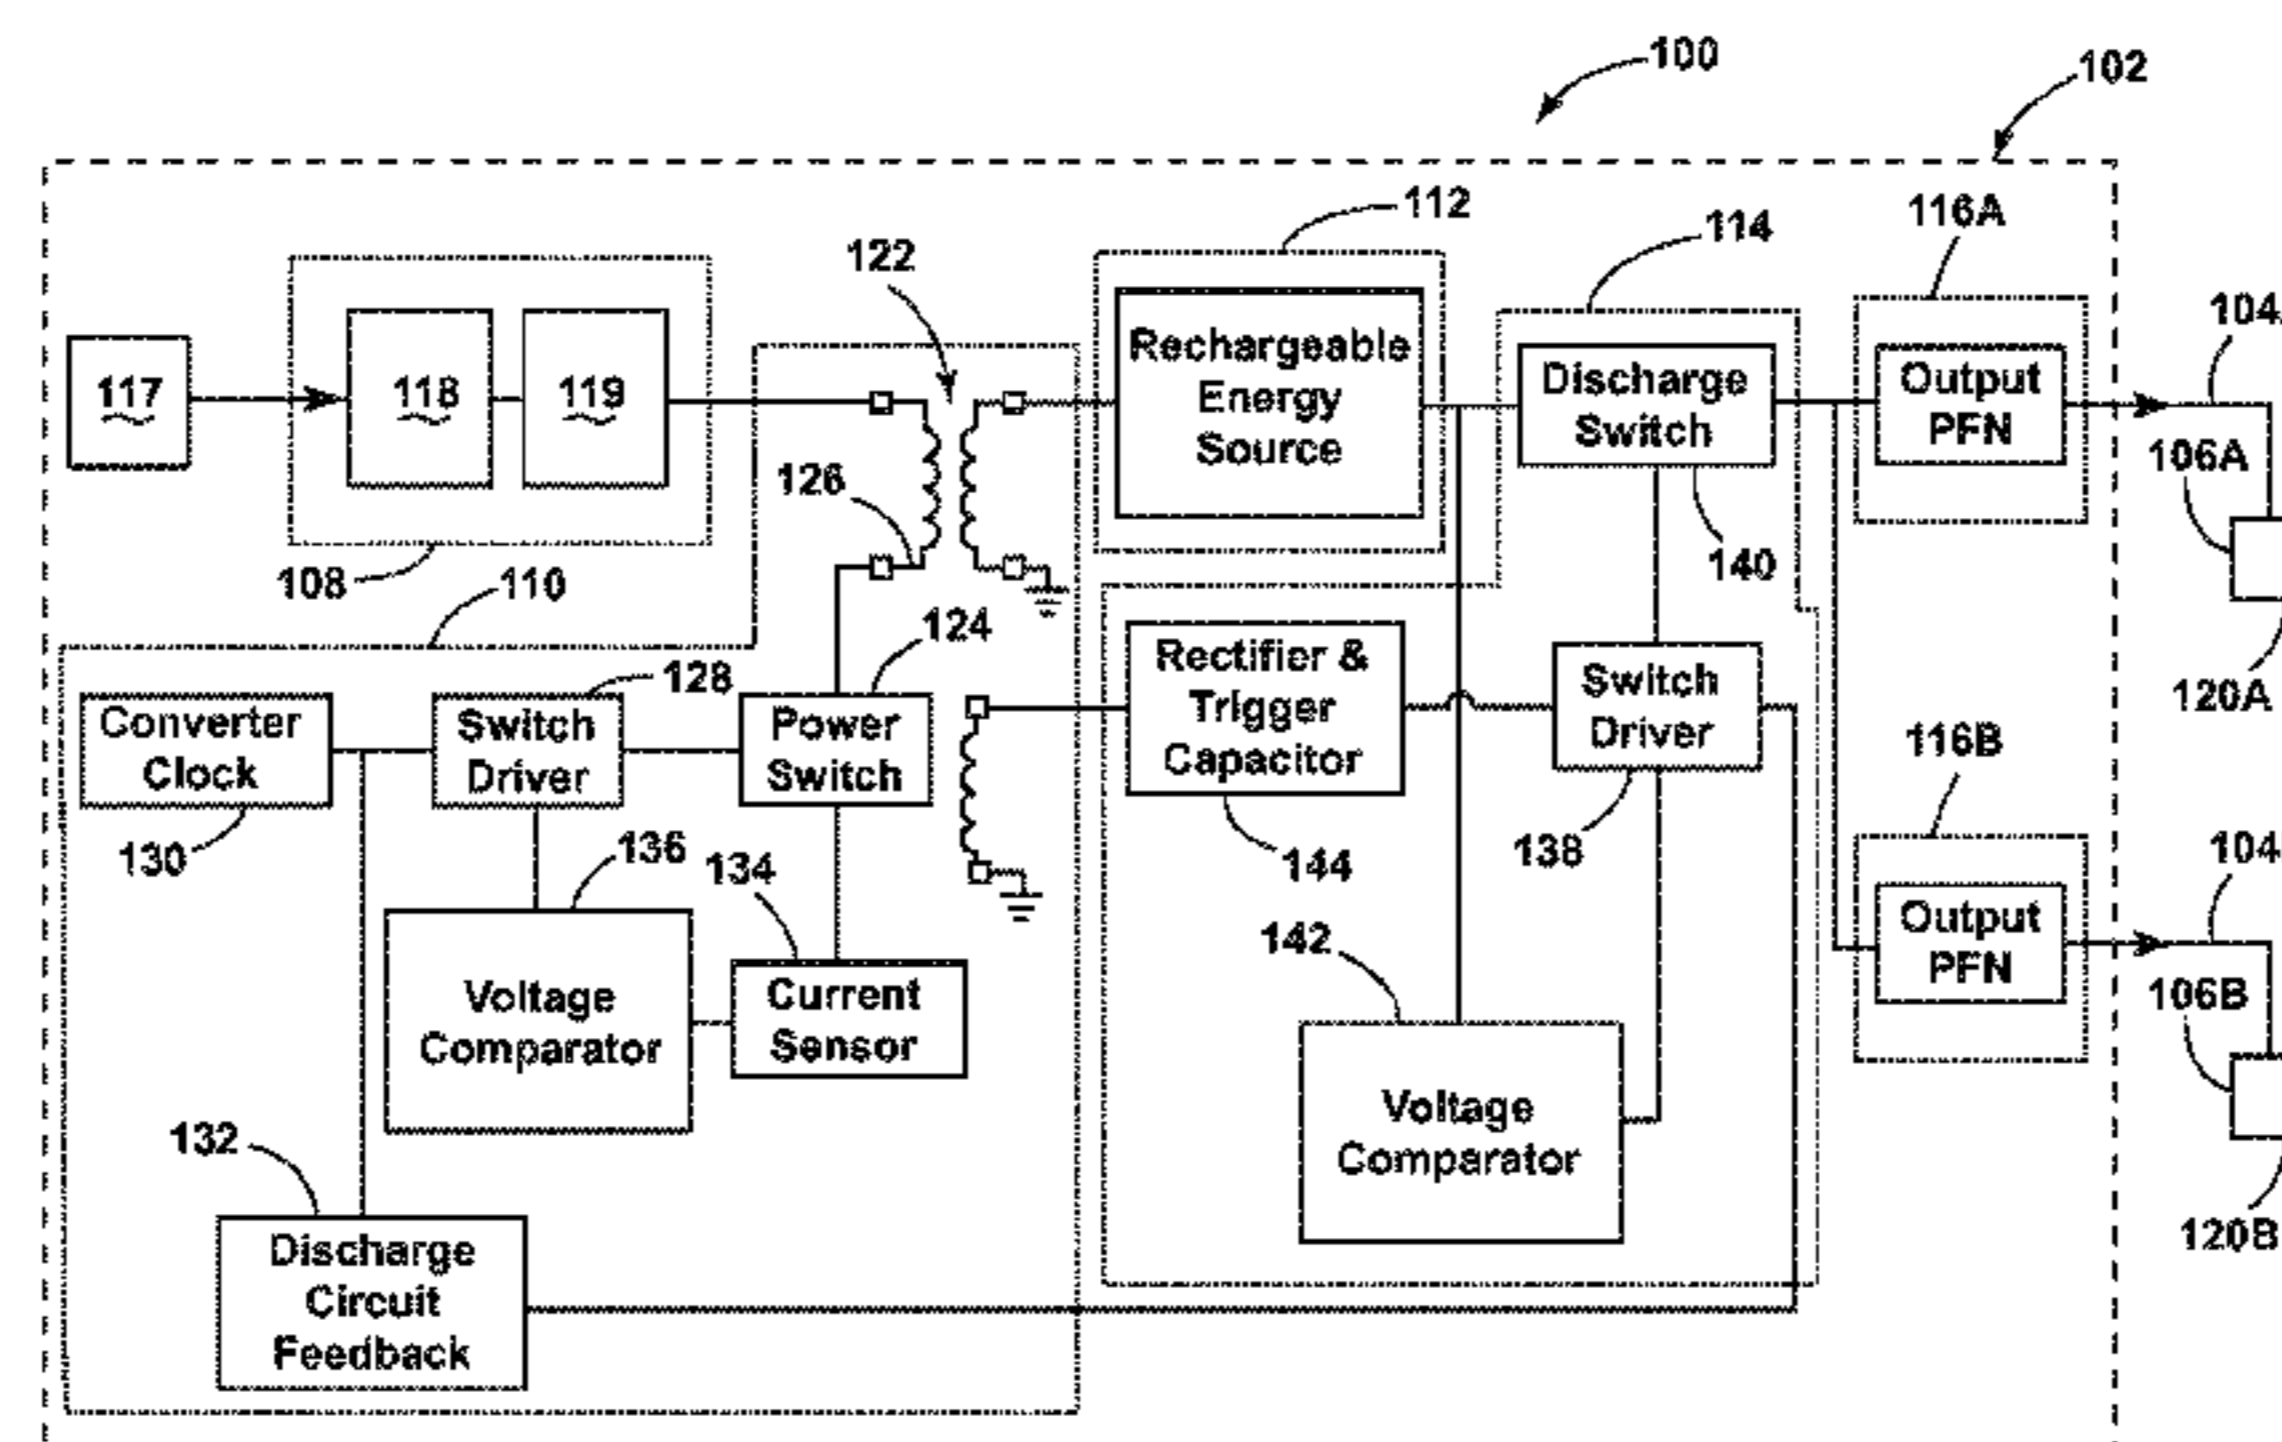 100
102
112
114
116A
122
104
Rechargeable
Energy
Source
Discharge
Switch
Output
PFN
117
118
119
106A
126
140
108
110
124
128
Rectifier &
Trigger
Capacitor
Switch
Driver
120A
Converter
Clock
Switch
Driver
Power
Switch
116B
130
136
134
144
138
104
142
Output
PFN
Voltage
Comparator
Current
Sensor
106B
132
Voltage
Comparator
120B
Discharge
Circuit
Feedback